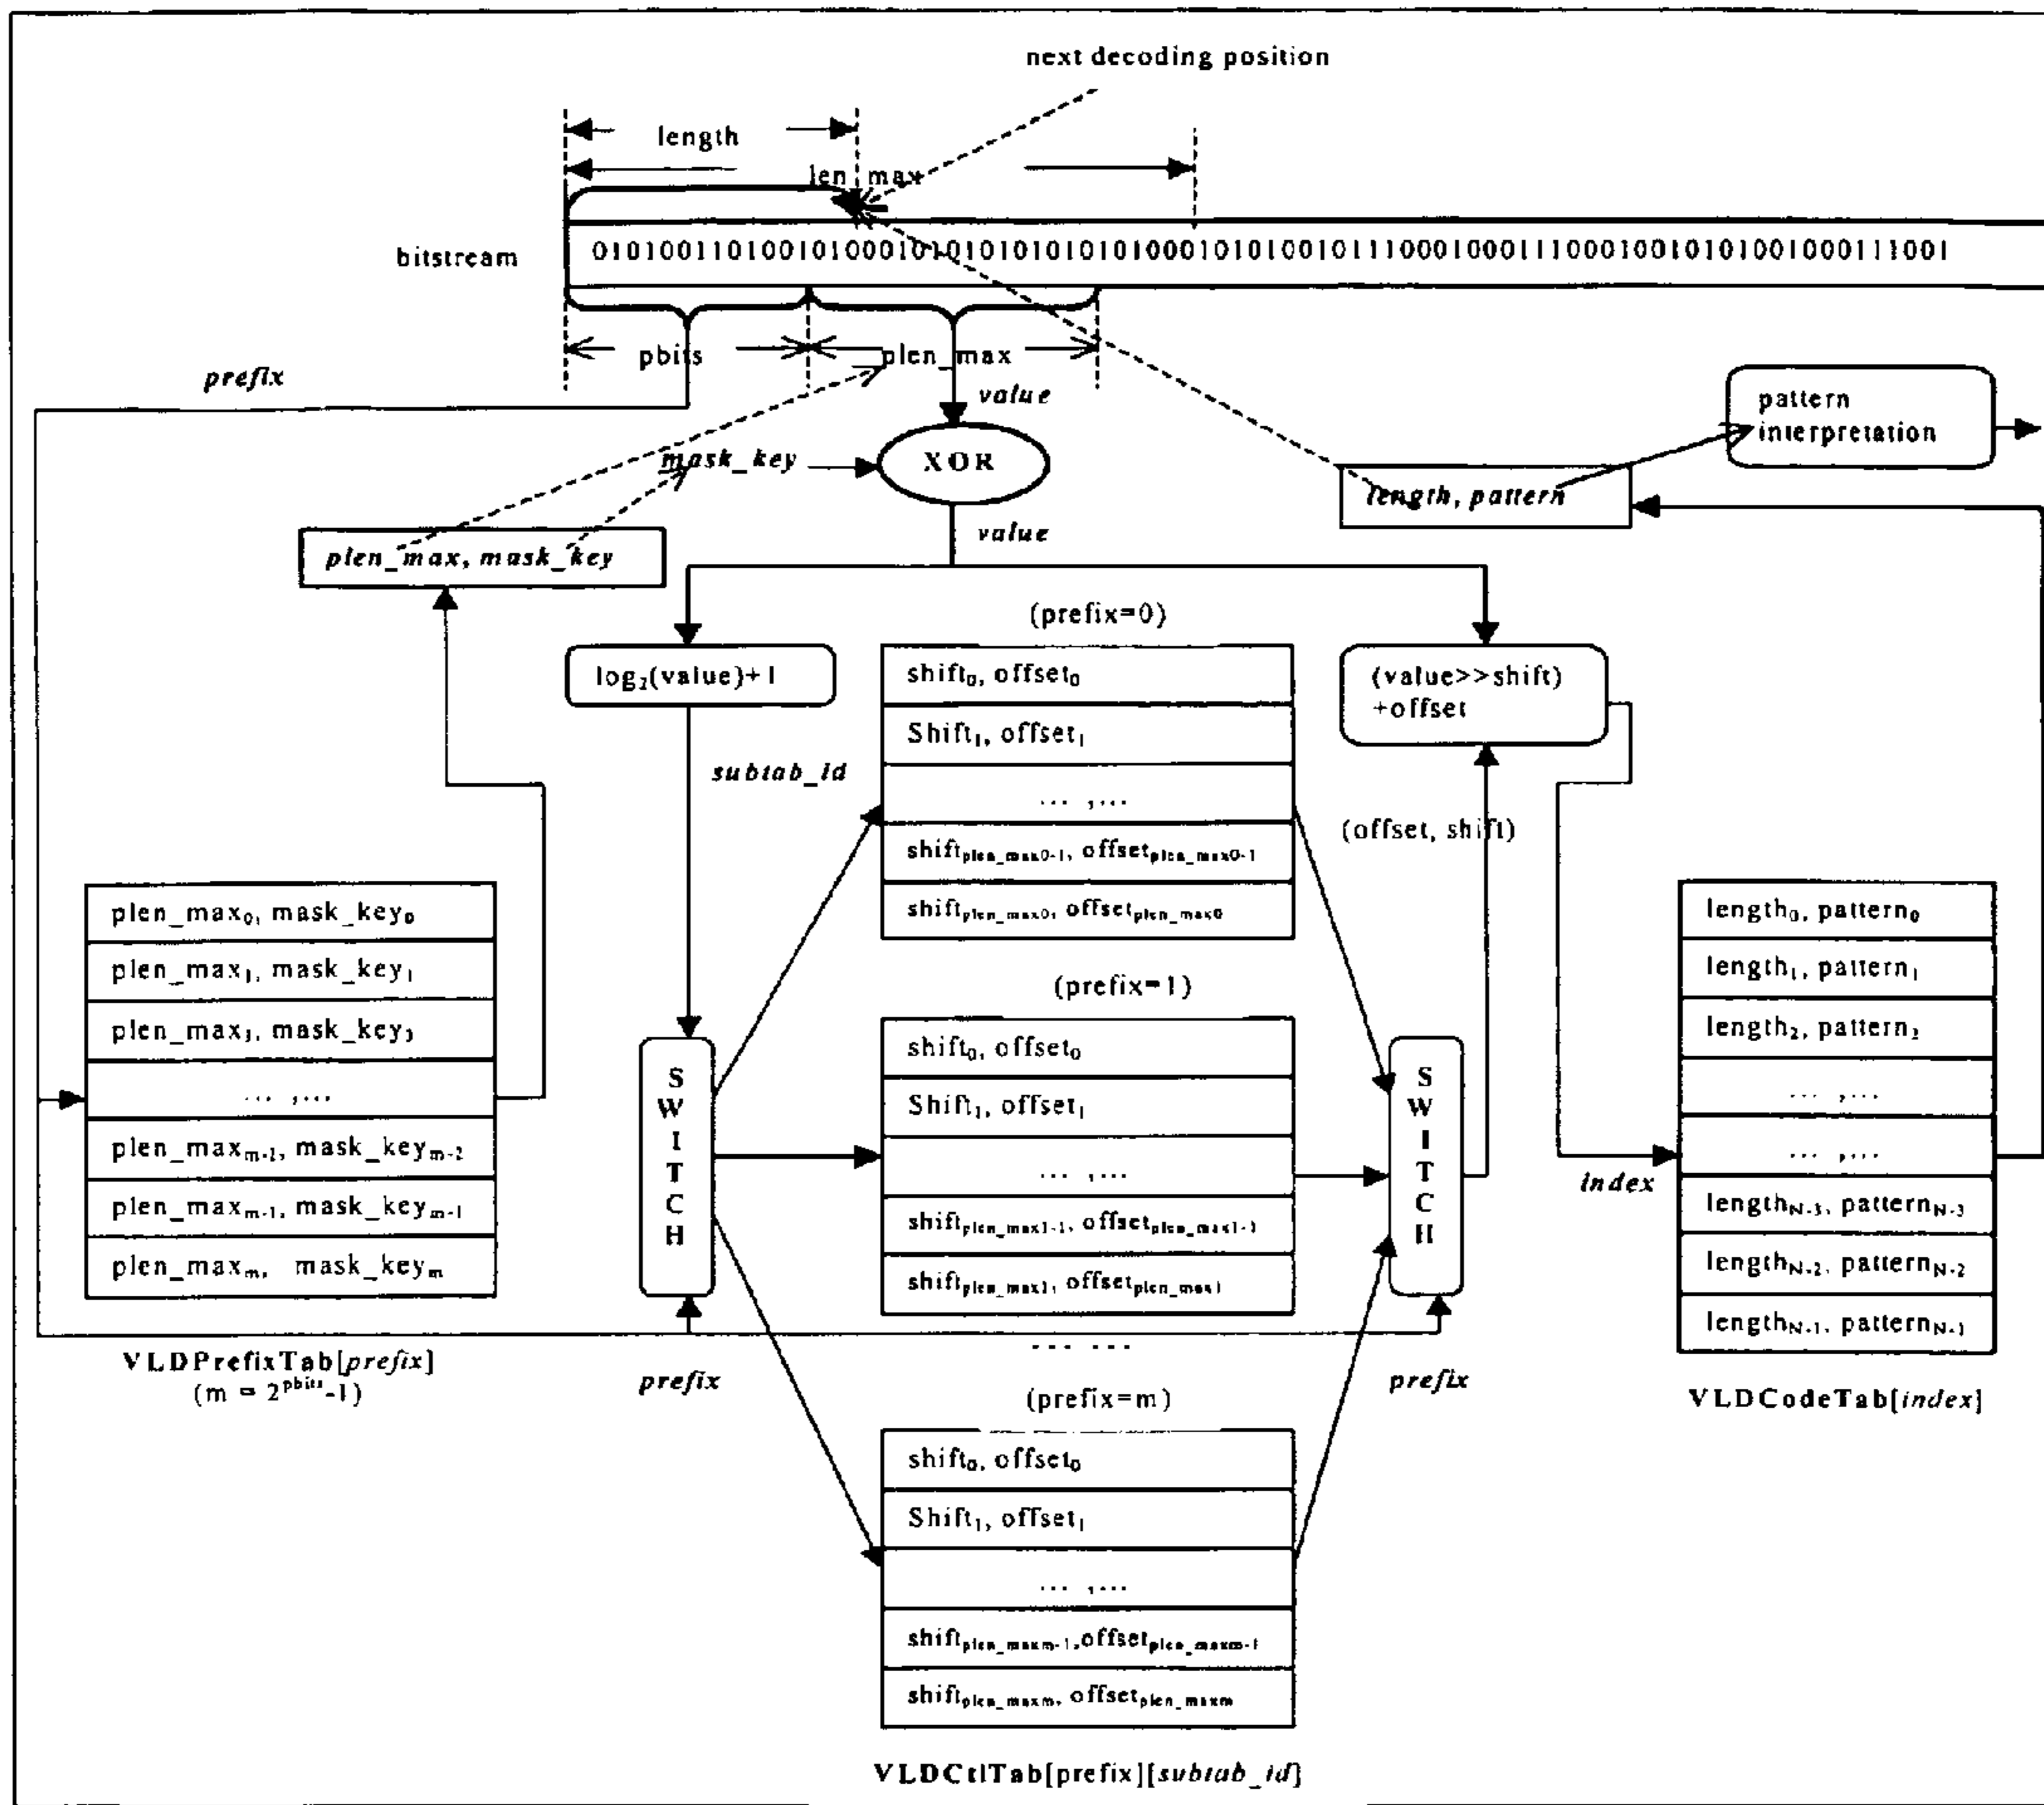 next decoding position
length
len_max
bitstream
01010011010010100010101010101010100010101001011100010001110001001010100100011 1001
pbits
plen_max
prefix
value
pattern
interpretation
mask_key
XOR
length, pattern
value
plen_max, mask_key
(prefix=0)
log₂(value)+1
shift₀, offset₀
(value>>shift)
+offset
Shift₁, offset₁
subtab_id
... ,...
(offset, shift)
shiftplen_max0-1, offsetplen_max0-1
shiftplen_max0, offsetplen_max0
plen_max₀, mask_key₀
plen_max₁, mask_key₁
plen_max₃, mask_key₃
... ,...
plen_maxm-1, mask_keym-2
plen_maxm-1, mask_keym-1
plen_maxm, mask_keym
VLDPrefixTab[prefix]
(m = 2^pbits-1)
SWITCH
prefix
(prefix=1)
shift₀, offset₀
Shift₁, offset₁
... ,...
shiftplen_max1-1, offsetplen_max1-1
shiftplen_max1, offsetplen_max1
... ...
SWITCH
prefix
length₀, pattern₀
length₁, pattern₁
length₂, pattern₂
... ,...
... ,...
index
lengthN-3, patternN-3
lengthN-2, patternN-2
lengthN-1, patternN-1
VLDCodeTab[index]
(prefix=m)
shift₀, offset₀
Shift₁, offset₁
... ,...
shiftplen_maxm-1,offsetplen_maxm-1
shiftplen_maxm, offsetplen_maxm
VLDCtlTab[prefix][subtab_id]